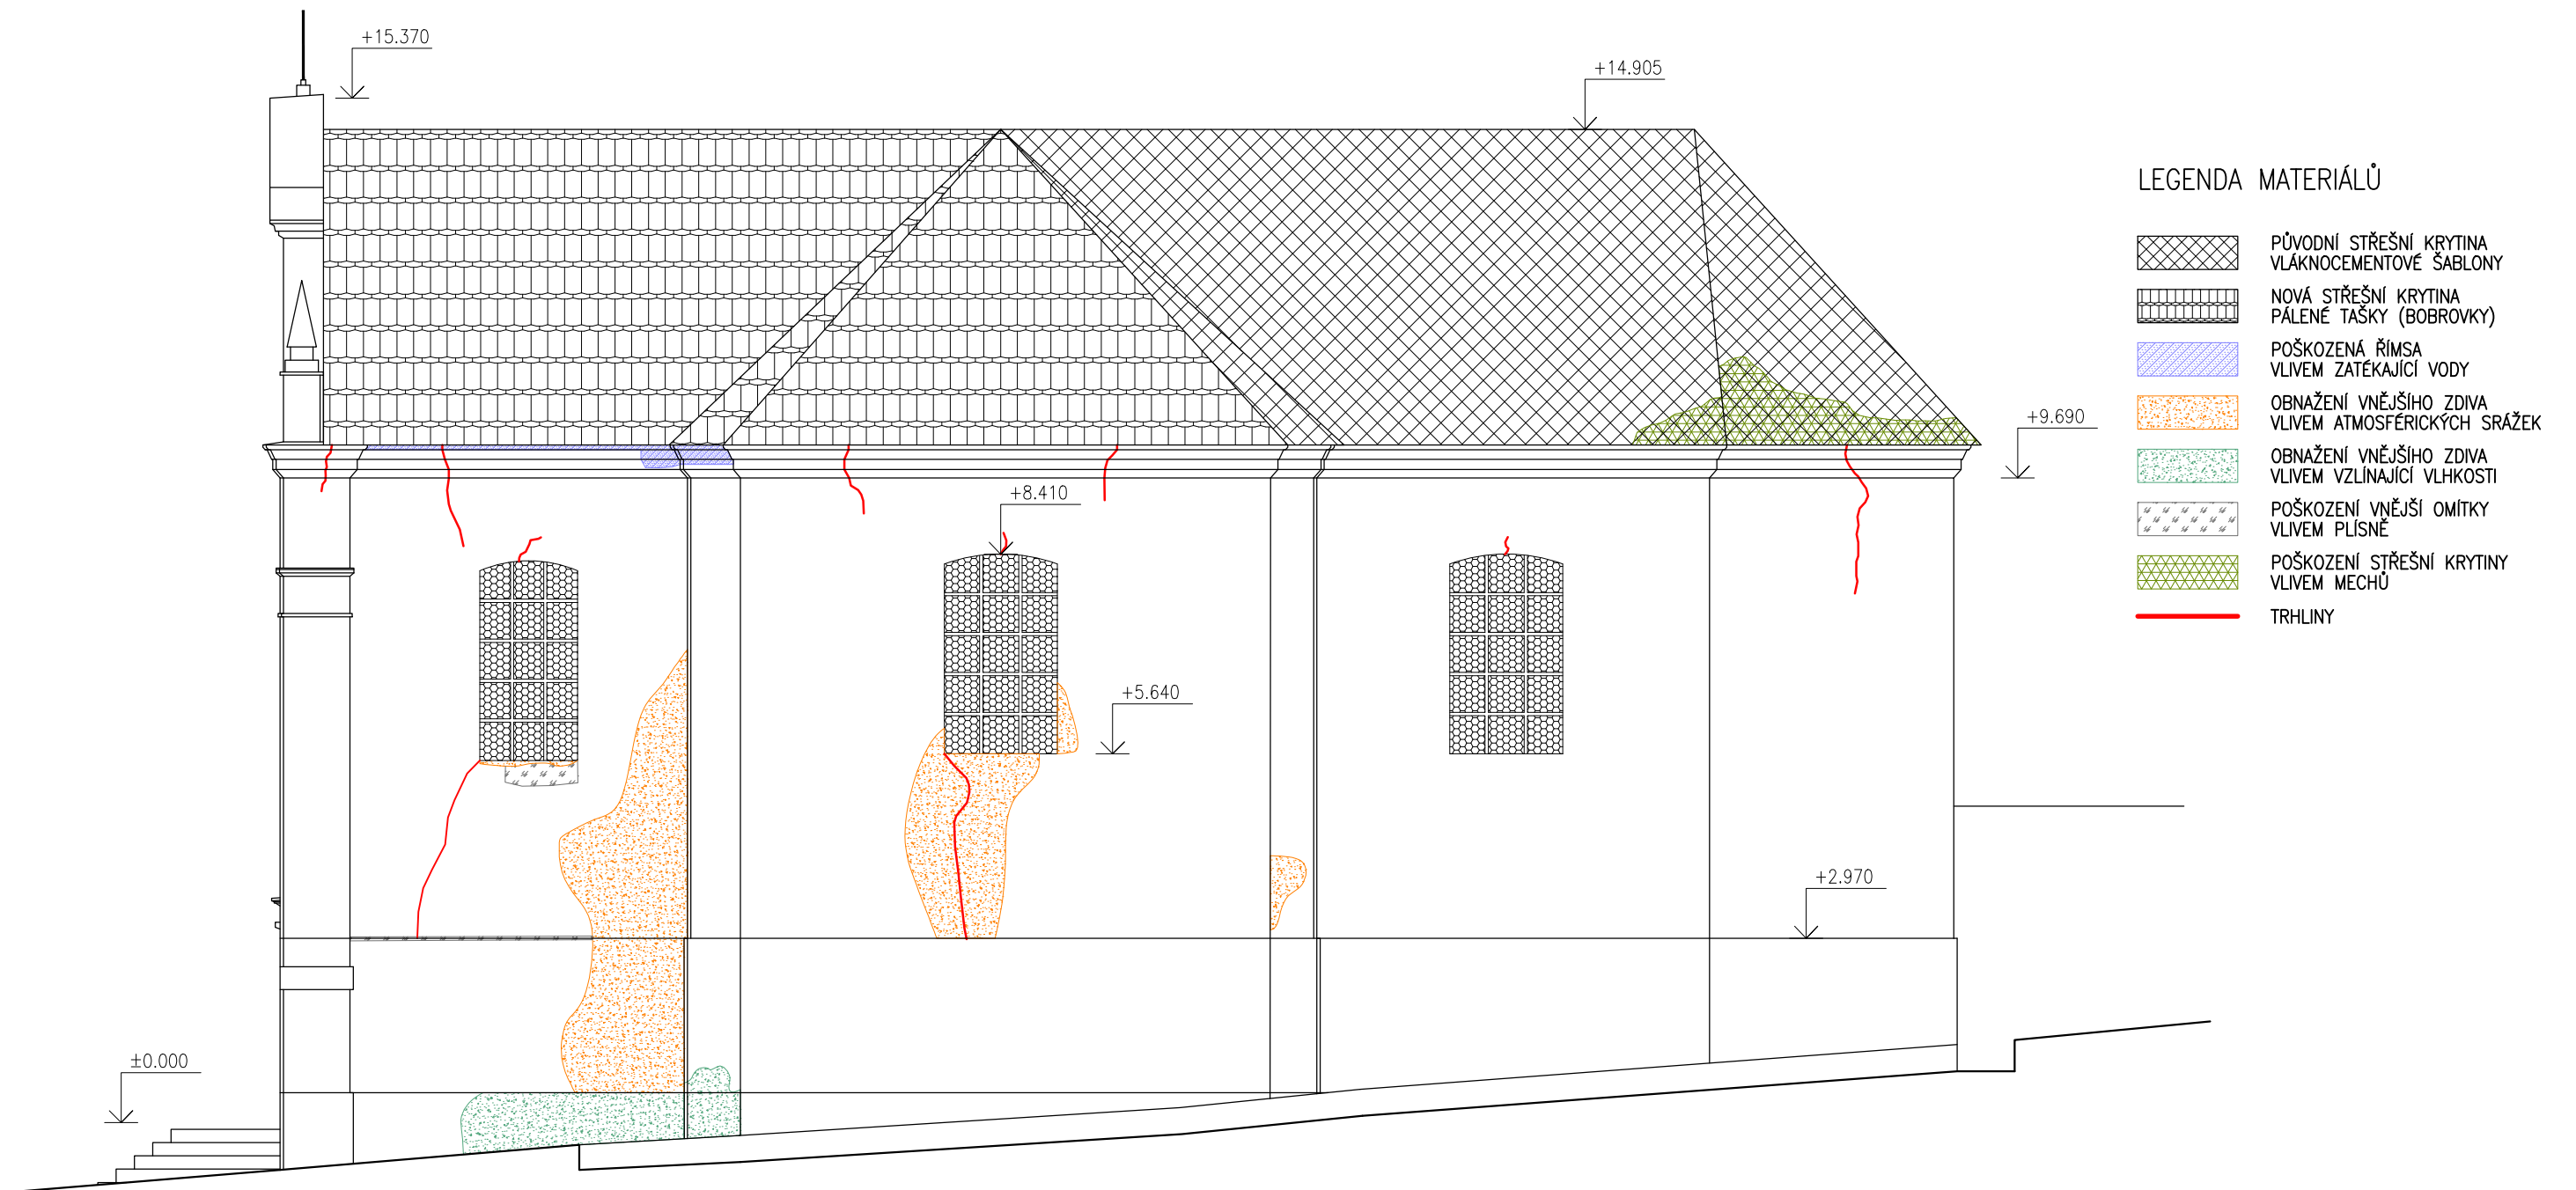 +15.370
+14.905
+9.690
+8.410
+5.640
+2.970
±0.000
LEGENDA MATERIÁLŮ
PŮVODNÍ STŘEŠNÍ KRYTINA
VLÁKNOCEMENTOVÉ ŠABLONY
NOVÁ STŘEŠNÍ KRYTINA
PÁLENÉ TAŠKY (BOBROVKY)
POŠKOZENÁ ŘÍMSA
VLIVEM ZATÉKAJÍCÍ VODY
OBNAŽENÍ VNĚJŠÍHO ZDIVA
VLIVEM ATMOSFÉRICKÝCH SRÁŽEK
OBNAŽENÍ VNĚJŠÍHO ZDIVA
VLIVEM VZLÍNAJÍCÍ VLHKOSTI
POŠKOZENÍ VNĚJŠÍ OMÍTKY
VLIVEM PLÍSNĚ
POŠKOZENÍ STŘEŠNÍ KRYTINY
VLIVEM MECHŮ
TRHLINY